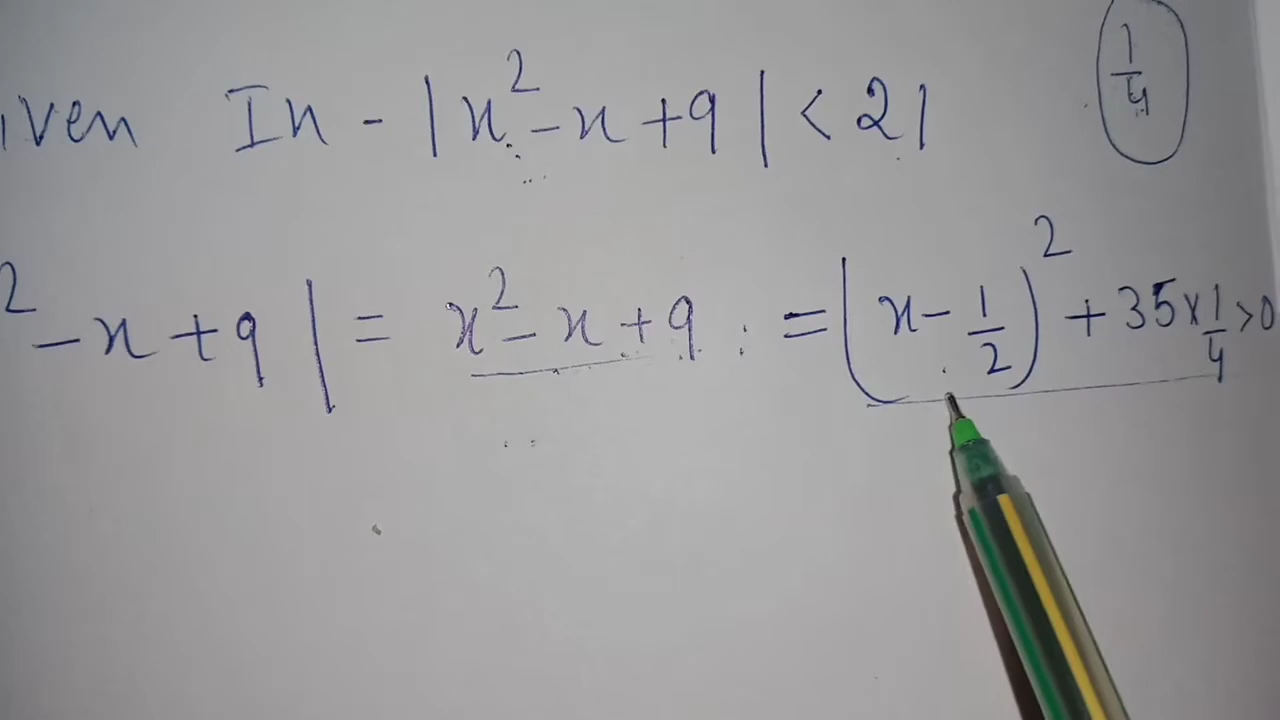 iven In - |x² - x + 9| < 21
1/4
² - x + 9| = x² - x + 9 = (x - 1/2)² + 35 × 1/4 > 0